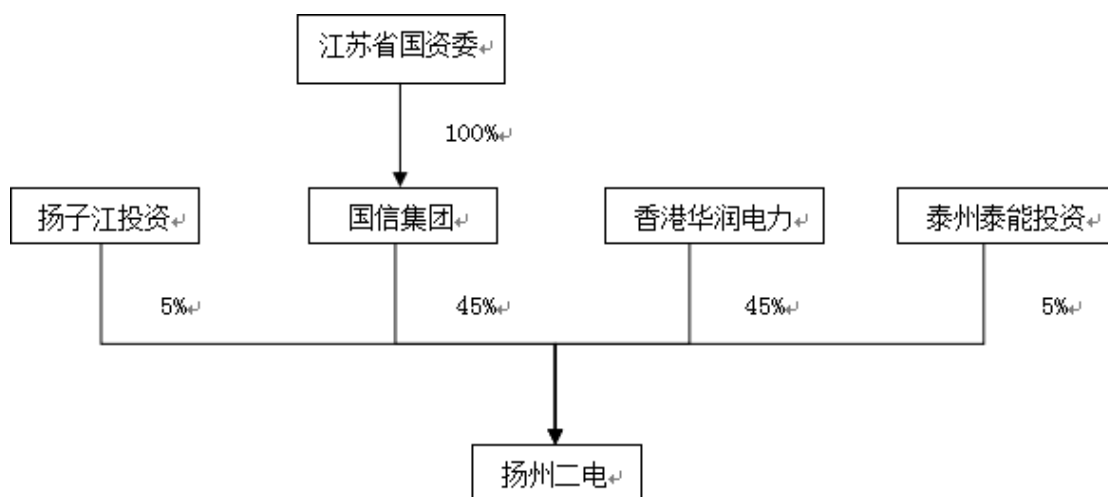 江苏省国资委
100%
扬子江投资
国信集团
香港华润电力
泰州泰能投资
5%
45%
45%
5%
扬州二电